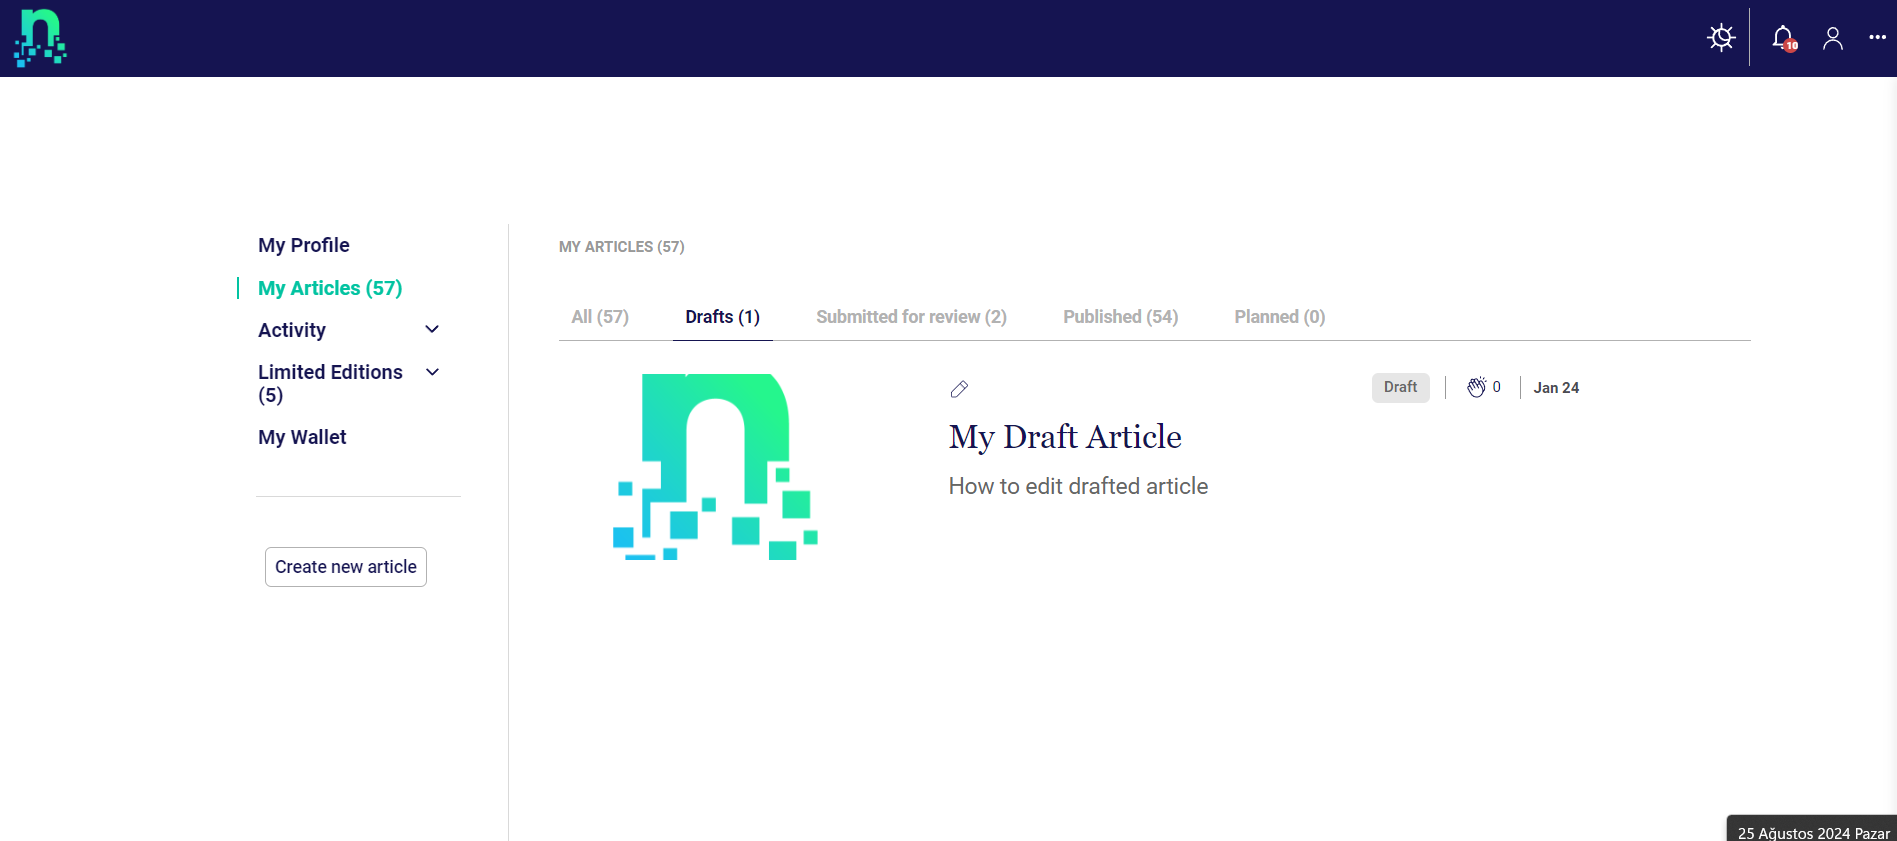 10
My Profile
My Articles (57)
Activity
Limited Editions
(5)
My Wallet
Create new article
MY ARTICLES (57)
All (57) Drafts (1) Submitted for review (2) Published (54) Planned (0)
Draft 0 Jan 24
My Draft Article
How to edit drafted article
25 Ağustos 2024 Pazar